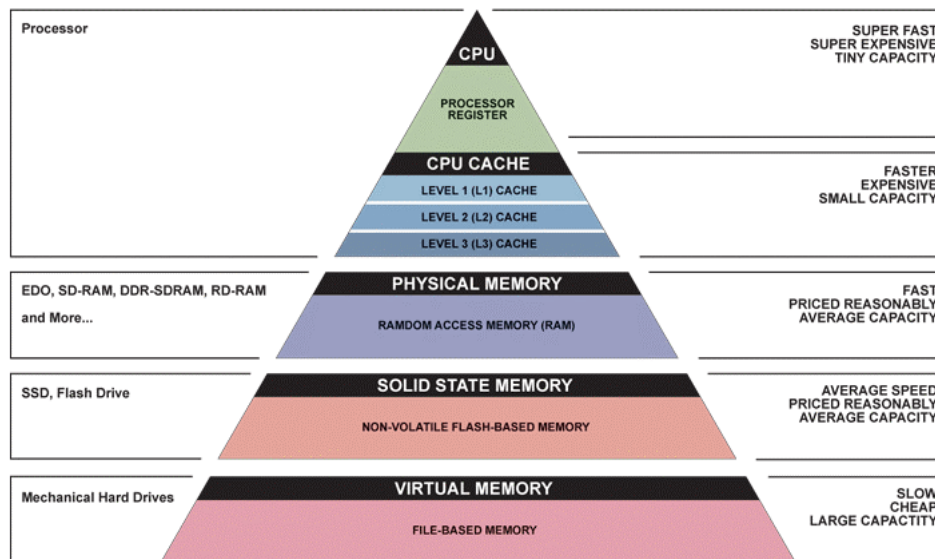 Processor
CPU
SUPER FAST
SUPER EXPENSIVE
TINY CAPACITY
PROCESSOR
REGISTER
CPU CACHE
LEVEL 1 (L1) CACHE
LEVEL 2 (L2) CACHE
LEVEL 3 (L3) CACHE
FASTER
EXPENSIVE
SMALL CAPACITY
EDO, SD-RAM, DDR-SDRAM, RD-RAM
and More...
PHYSICAL MEMORY
RAMDOM ACCESS MEMORY (RAM)
FAST
PRICED REASONABLY
AVERAGE CAPACITY
SSD, Flash Drive
SOLID STATE MEMORY
NON-VOLATILE FLASH-BASED MEMORY
AVERAGE SPEED
PRICED REASONABLY
AVERAGE CAPACITY
Mechanical Hard Drives
VIRTUAL MEMORY
FILE-BASED MEMORY
SLOW
CHEAP
LARGE CAPACTITY